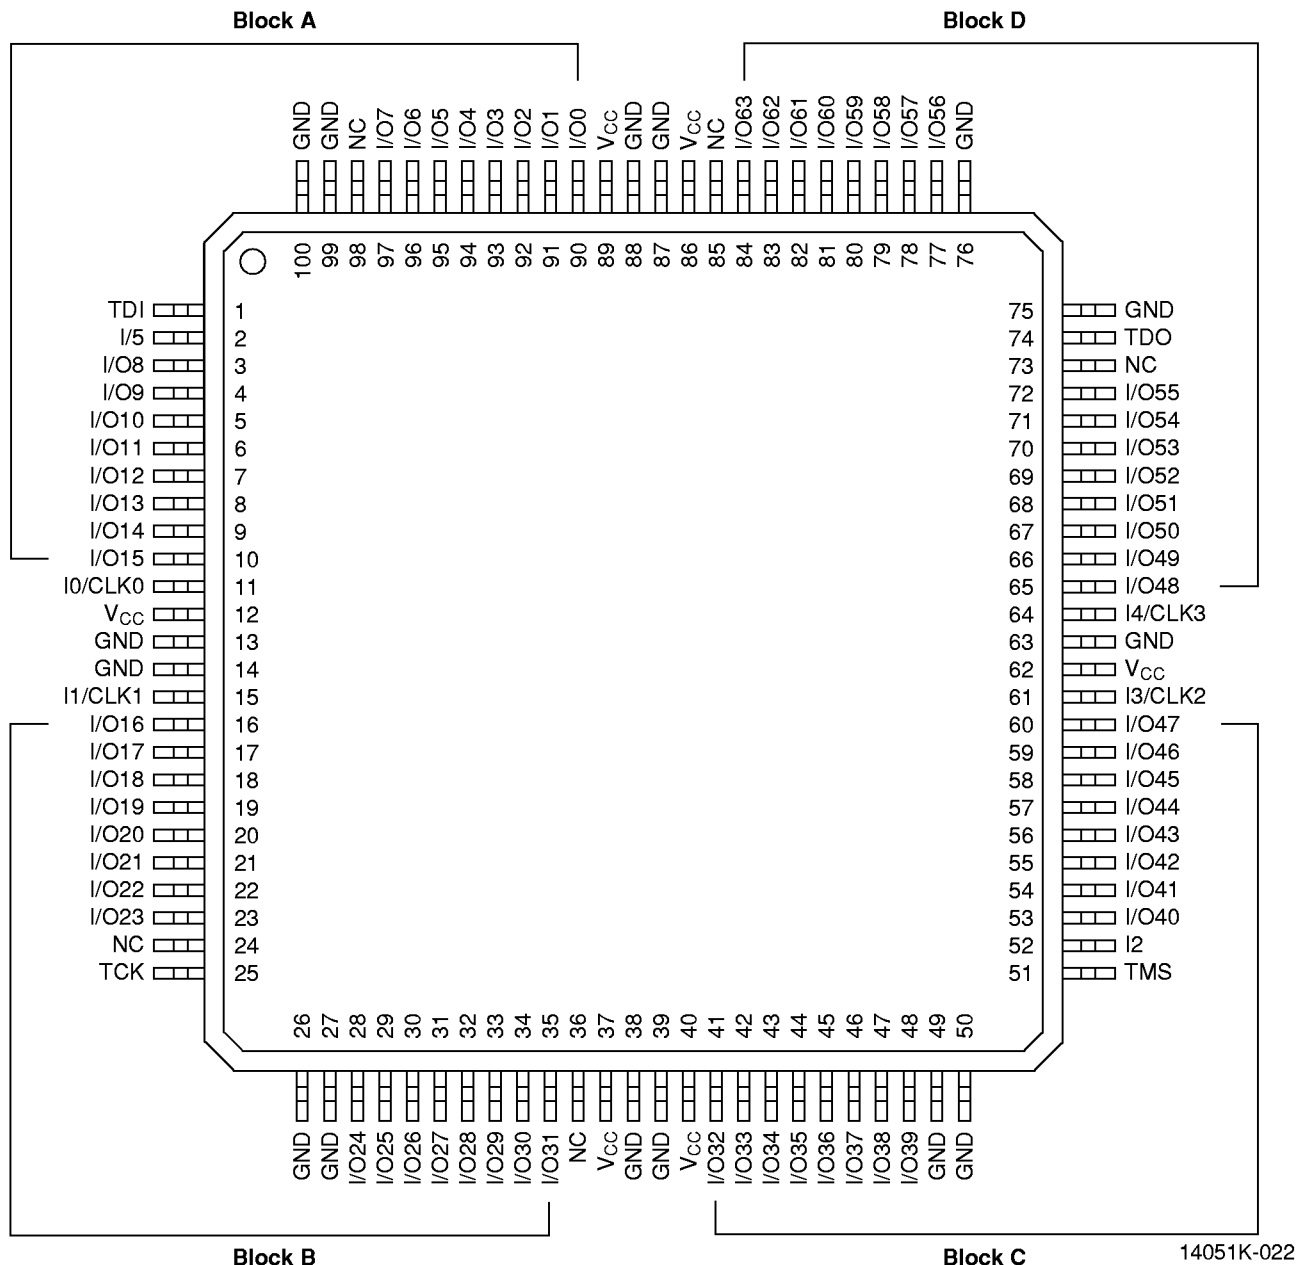 Block A
Block D
GND GND NC I/O7 I/O6 I/O5 I/O4 I/O3 I/O2 I/O1 I/O0 VCC GND GND VCC NC I/O63 I/O62 I/O61 I/O60 I/O59 I/O58 I/O57 I/O56 GND
100 99 98 97 96 95 94 93 92 91 90 89 88 87 86 85 84 83 82 81 80 79 78 77 76
TDI 1 75 GND
I/5 2 74 TDO
I/O8 3 73 NC
I/O9 4 72 I/O55
I/O10 5 71 I/O54
I/O11 6 70 I/O53
I/O12 7 69 I/O52
I/O13 8 68 I/O51
I/O14 9 67 I/O50
I/O15 10 66 I/O49
I0/CLK0 11 65 I/O48
VCC 12 64 I4/CLK3
GND 13 63 GND
GND 14 62 VCC
I1/CLK1 15 61 I3/CLK2
I/O16 16 60 I/O47
I/O17 17 59 I/O46
I/O18 18 58 I/O45
I/O19 19 57 I/O44
I/O20 20 56 I/O43
I/O21 21 55 I/O42
I/O22 22 54 I/O41
I/O23 23 53 I/O40
NC 24 52 I2
TCK 25 51 TMS
26 27 28 29 30 31 32 33 34 35 36 37 38 39 40 41 42 43 44 45 46 47 48 49 50
GND GND I/O24 I/O25 I/O26 I/O27 I/O28 I/O29 I/O30 I/O31 NC VCC GND GND VCC I/O32 I/O33 I/O34 I/O35 I/O36 I/O37 I/O38 I/O39 GND GND
Block B
Block C
14051K-022